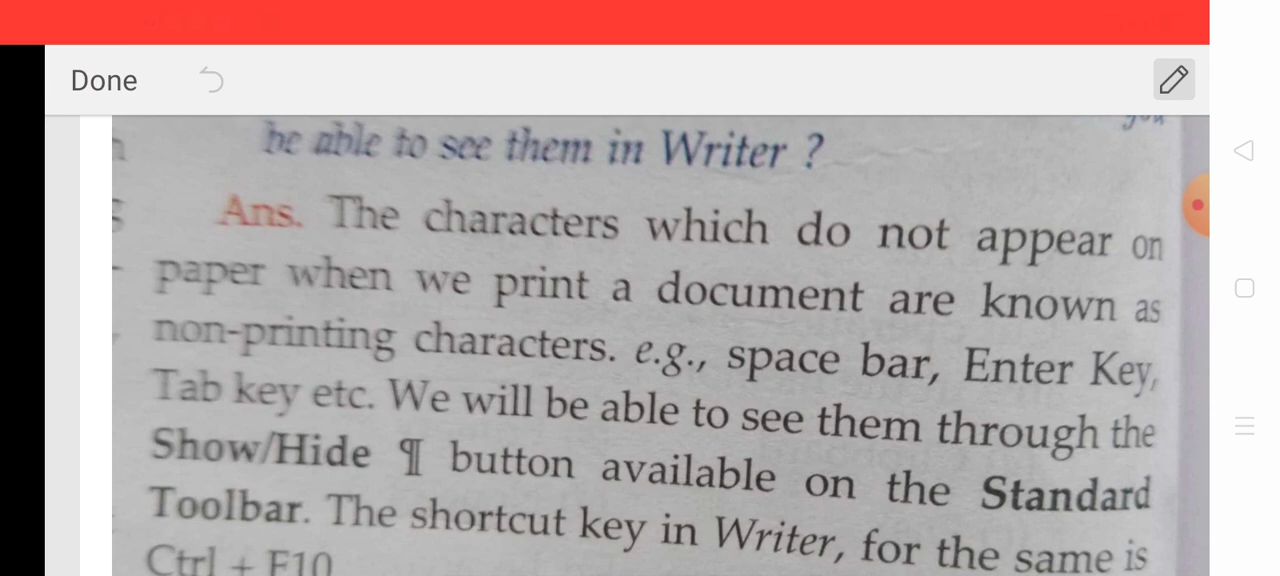 Done
you
be able to see them in Writer ?
Ans. The characters which do not appear on
paper when we print a document are known as
non-printing characters. e.g., space bar, Enter Key,
Tab key etc. We will be able to see them through the
Show/Hide ¶ button available on the Standard
Toolbar. The shortcut key in Writer, for the same is
Ctrl + F10